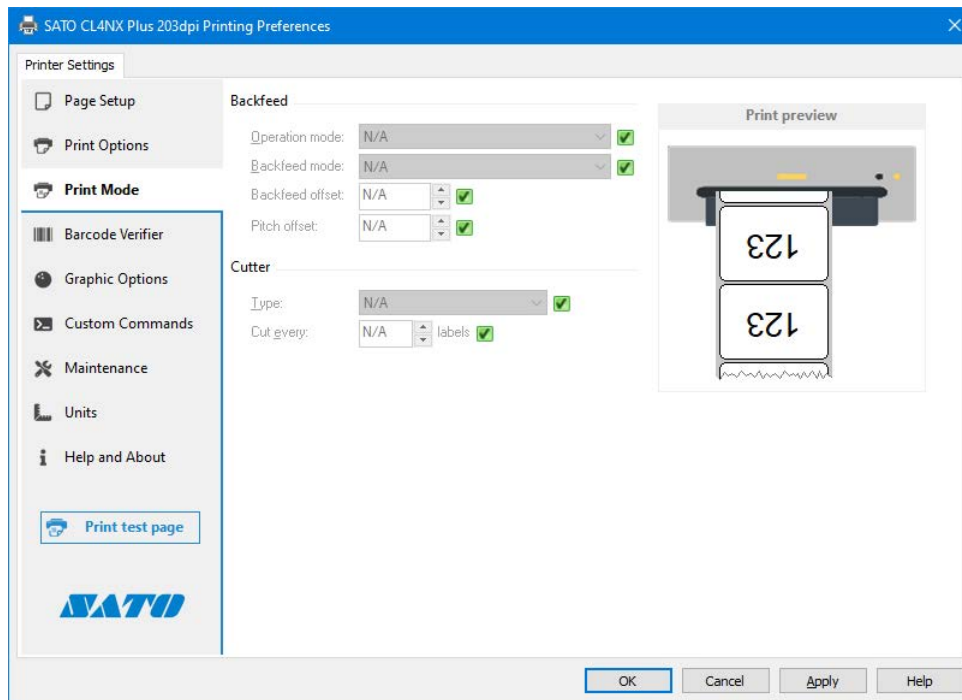 SATO CL4NX Plus 203dpi Printing Preferences
Printer Settings
Page Setup
Print Options
Print Mode
Barcode Verifier
Graphic Options
Custom Commands
Maintenance
Units
Help and About
Print test page
SATO
Backfeed
Operation mode: N/A
Backfeed mode: N/A
Backfeed offset: N/A
Pitch offset: N/A
Cutter
Type: N/A
Cut every: N/A labels
Print preview
123
123
OK Cancel Apply Help